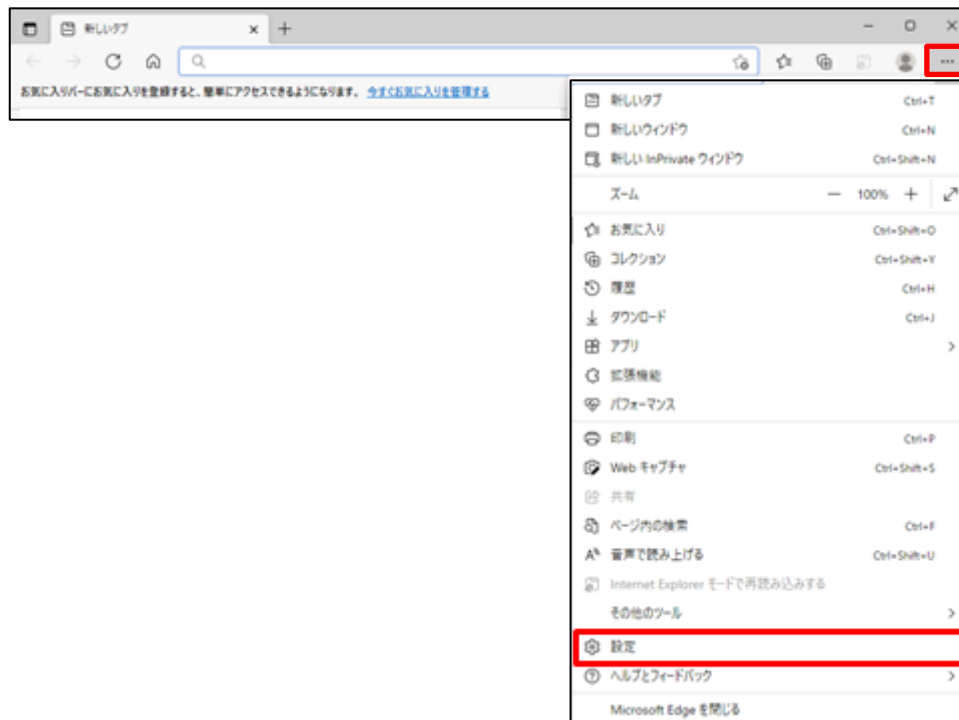 新しいタブ
お気に入りバーにお気に入りを登録すると、簡単にアクセスできるようになります。 今すぐお気に入りを管理する
新しいタブ Ctrl+T
新しいウィンドウ Ctrl+N
新しい InPrivate ウィンドウ Ctrl+Shift+N
ズーム 100%
お気に入り Ctrl+Shift+O
コレクション Ctrl+Shift+Y
履歴 Ctrl+H
ダウンロード Ctrl+J
アプリ
拡張機能
パフォーマンス
印刷 Ctrl+P
Web キャプチャ Ctrl+Shift+S
共有
ページ内の検索 Ctrl+F
音声で読み上げる Ctrl+Shift+U
Internet Explorer モードで再読み込みする
その他のツール
設定
ヘルプとフィードバック
Microsoft Edge を閉じる